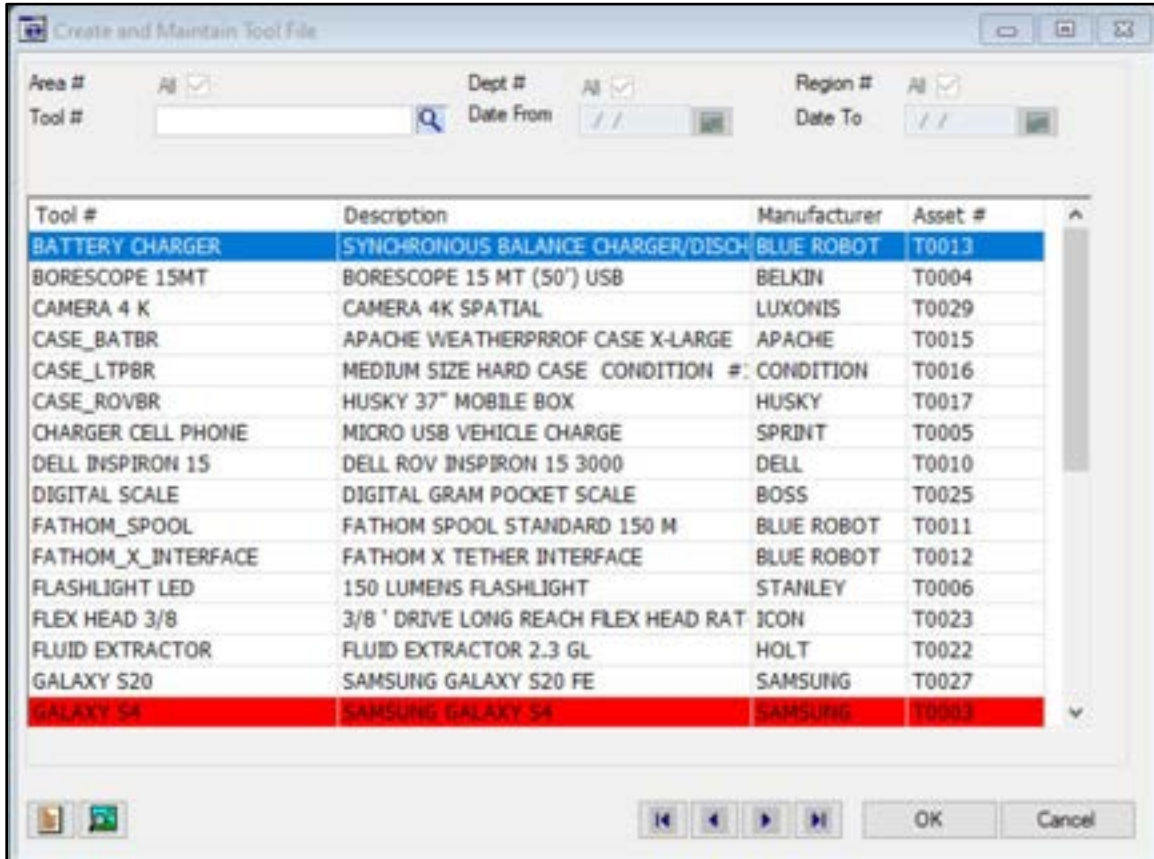 Create and Maintain Tool File
Area # All Dept # All Region # All
Tool # Date From / / Date To / /
Tool # Description Manufacturer Asset #
BATTERY CHARGER SYNCHRONOUS BALANCE CHARGER/DISCH BLUE ROBOT T0013
BORESCOPE 15MT BORESCOPE 15 MT (50') USB BELKIN T0004
CAMERA 4 K CAMERA 4K SPATIAL LUXONIS T0029
CASE_BATBR APACHE WEATHERPRROF CASE X-LARGE APACHE T0015
CASE_LTPBR MEDIUM SIZE HARD CASE CONDITION #: CONDITION T0016
CASE_ROVBR HUSKY 37" MOBILE BOX HUSKY T0017
CHARGER CELL PHONE MICRO USB VEHICLE CHARGE SPRINT T0005
DELL INSPIRON 15 DELL ROV INSPIRON 15 3000 DELL T0010
DIGITAL SCALE DIGITAL GRAM POCKET SCALE BOSS T0025
FATHOM_SPOOL FATHOM SPOOL STANDARD 150 M BLUE ROBOT T0011
FATHOM_X_INTERFACE FATHOM X TETHER INTERFACE BLUE ROBOT T0012
FLASHLIGHT LED 150 LUMENS FLASHLIGHT STANLEY T0006
FLEX HEAD 3/8 3/8 ' DRIVE LONG REACH FLEX HEAD RAT ICON T0023
FLUID EXTRACTOR FLUID EXTRACTOR 2.3 GL HOLT T0022
GALAXY S20 SAMSUNG GALAXY S20 FE SAMSUNG T0027
GALAXY S4 SAMSUNG GALAXY S4 SAMSUNG T0003
OK Cancel